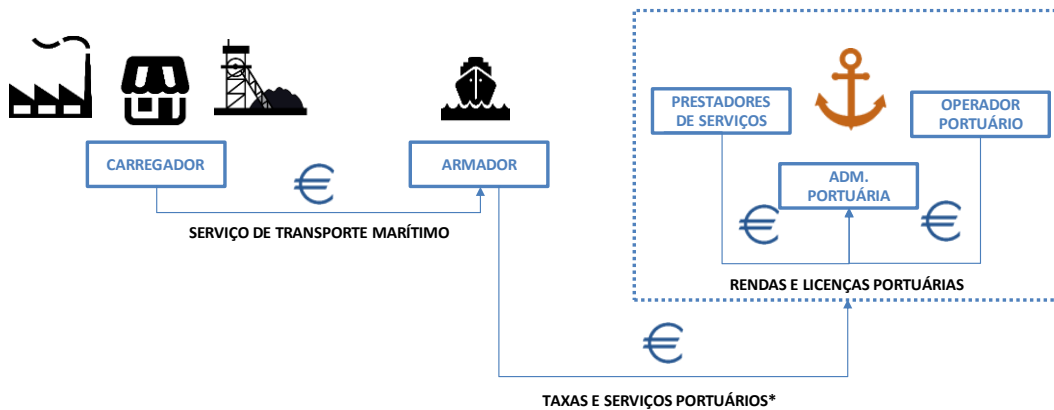 PRESTADORES
DE SERVIÇOS
OPERADOR
PORTUÁRIO
CARREGADOR
ARMADOR
ADM.
PORTUÁRIA
€
€
€
SERVIÇO DE TRANSPORTE MARÍTIMO
RENDAS E LICENÇAS PORTUÁRIAS
€
TAXAS E SERVIÇOS PORTUÁRIOS*